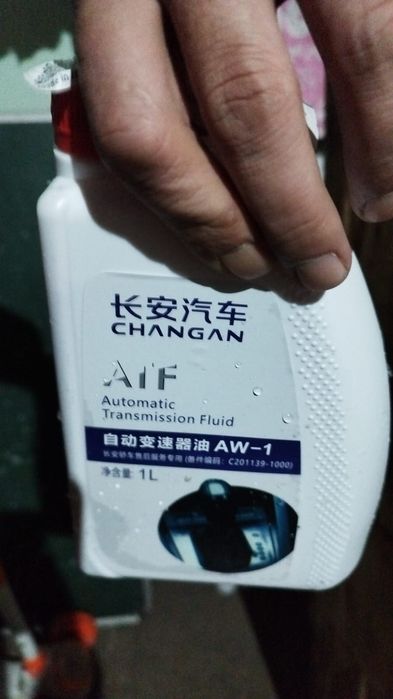 长安汽车
CHANGAN
ATF
Automatic
Transmission Fluid
自动变速器油 AW-1
长安轿车售后服务专用 (备件编码: C201139-1000)
净含量: 1L